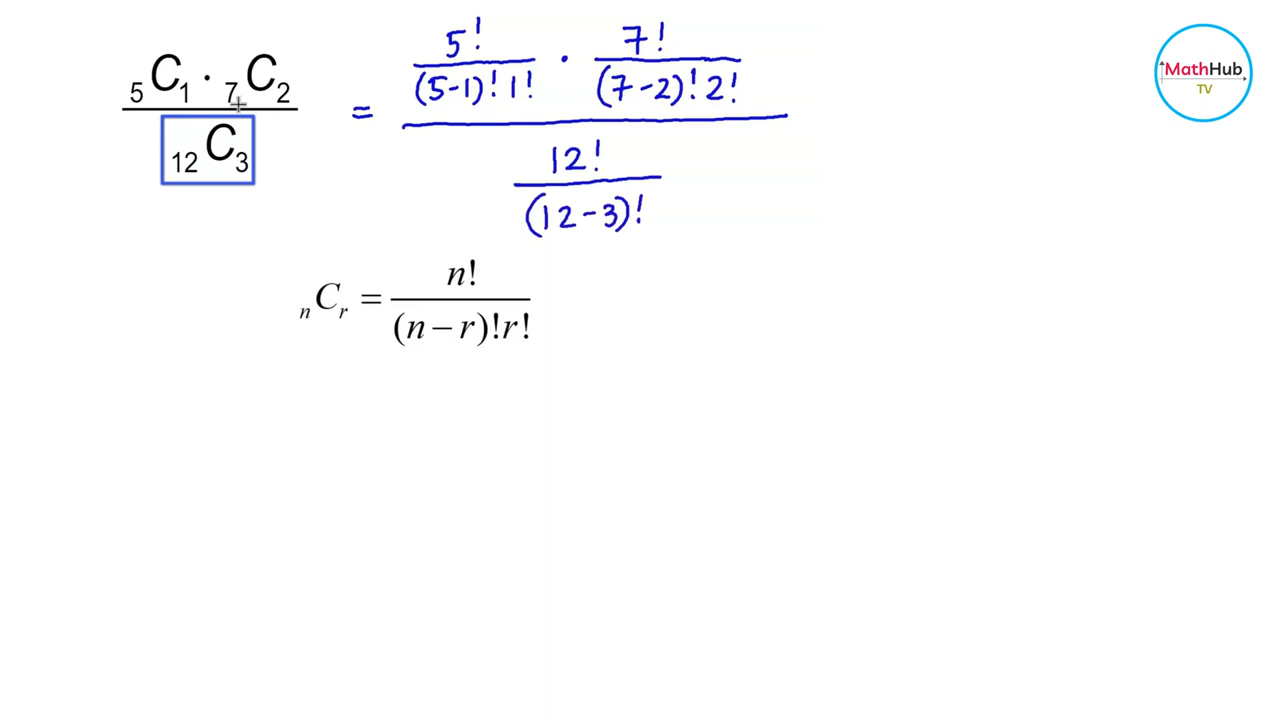 ₅C₁ · ₇C₂ / ₁₂C₃ = (5! / (5-1)! 1! · 7! / (7-2)! 2!) / (12! / (12-3)!)
ₙCᵣ = n! / (n-r)!r!
MathHub
TV